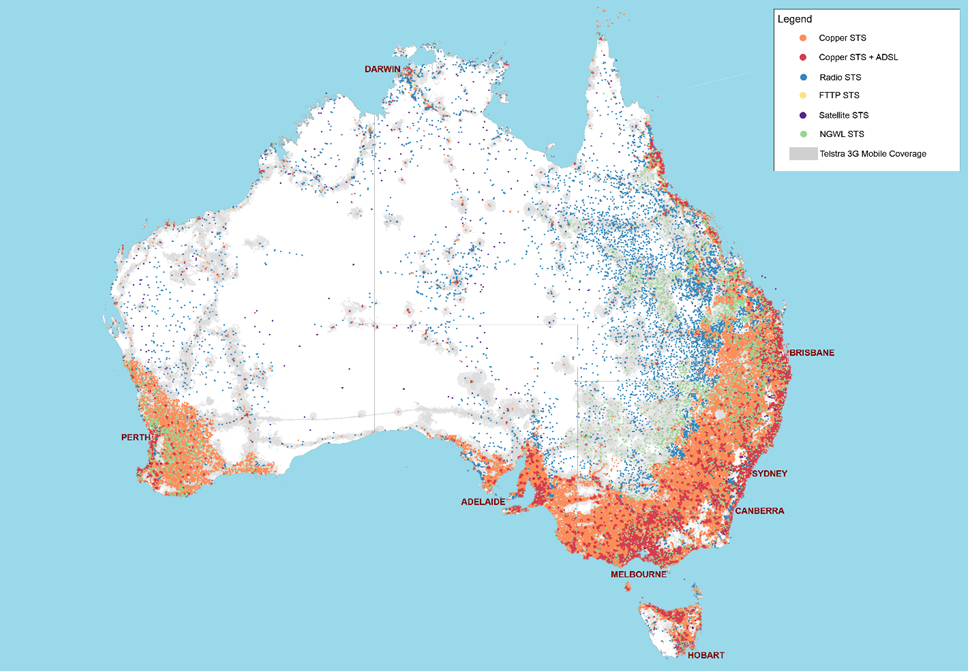 Legend
Copper STS
Copper STS + ADSL
Radio STS
FTTP STS
Satellite STS
NGWL STS
Telstra 3G Mobile Coverage
DARWIN
BRISBANE
PERTH
SYDNEY
ADELAIDE
CANBERRA
MELBOURNE
HOBART